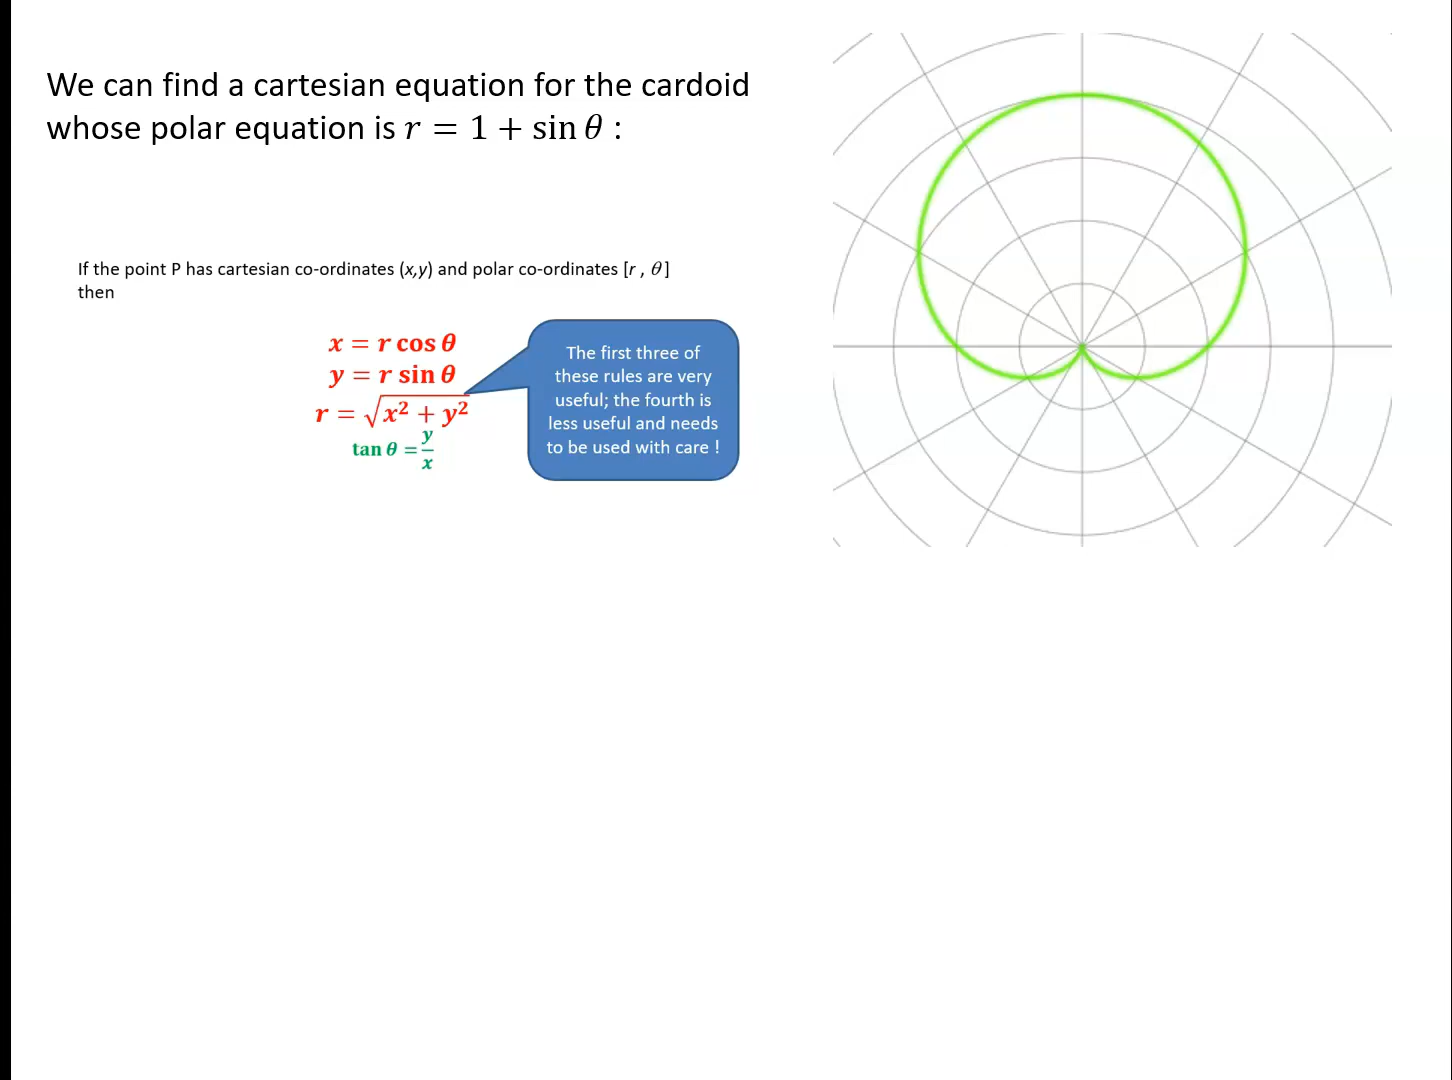 We can find a cartesian equation for the cardoid
whose polar equation is r = 1 + sin θ :
If the point P has cartesian co-ordinates (x,y) and polar co-ordinates [r , θ]
then
x = r cos θ
y = r sin θ
r = √(x² + y²)
tan θ = y/x
The first three of
these rules are very
useful; the fourth is
less useful and needs
to be used with care !